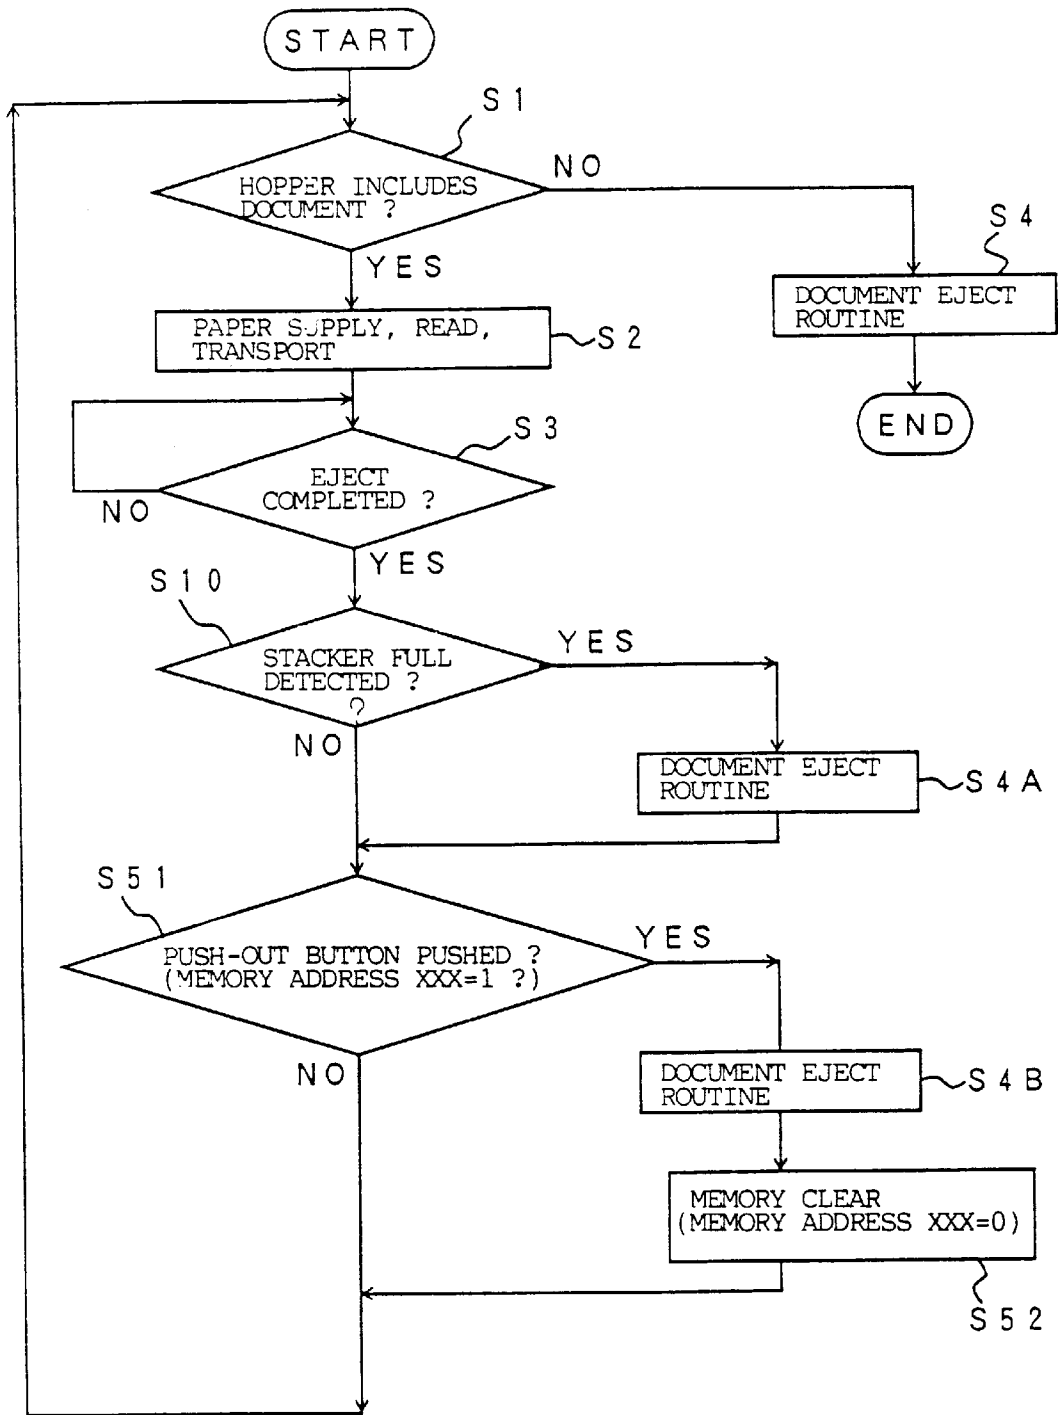 START
S1
HOPPER INCLUDES
DOCUMENT ?
NO
YES
S4
DOCUMENT EJECT
ROUTINE
END
PAPER SUPPLY, READ,
TRANSPORT
S2
S3
EJECT
COMPLETED ?
NO
YES
S10
STACKER FULL
DETECTED ?
?
YES
NO
DOCUMENT EJECT
ROUTINE
S4A
S51
PUSH-OUT BUTTON PUSHED ?
(MEMORY ADDRESS XXX=1 ?)
YES
NO
DOCUMENT EJECT
ROUTINE
S4B
MEMORY CLEAR
(MEMORY ADDRESS XXX=0)
S52